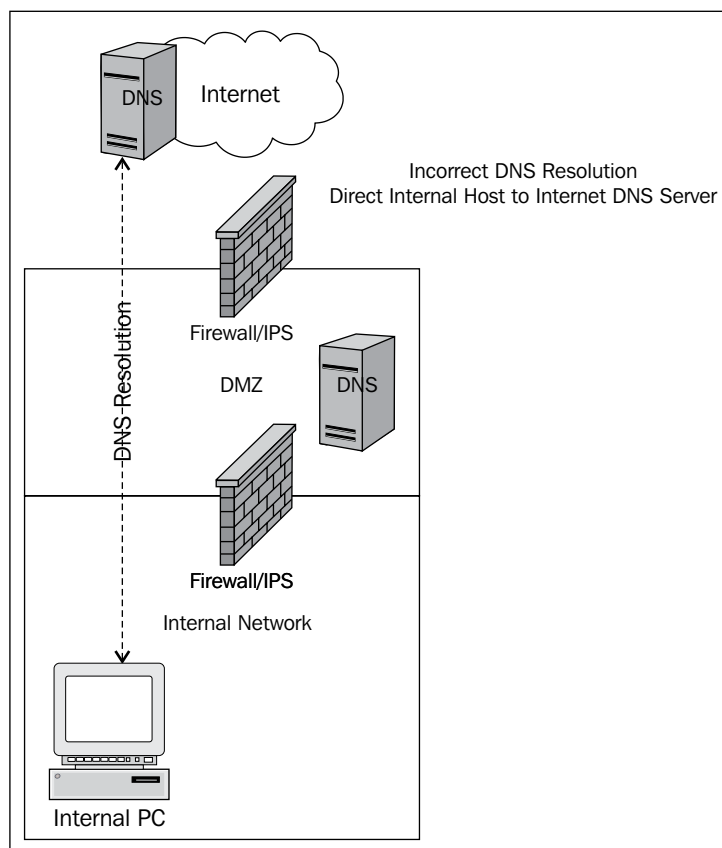 DNS
Internet
Incorrect DNS Resolution
Direct Internal Host to Internet DNS Server
Firewall/IPS
DNS Resolution
DMZ
DNS
Firewall/IPS
Internal Network
Internal PC